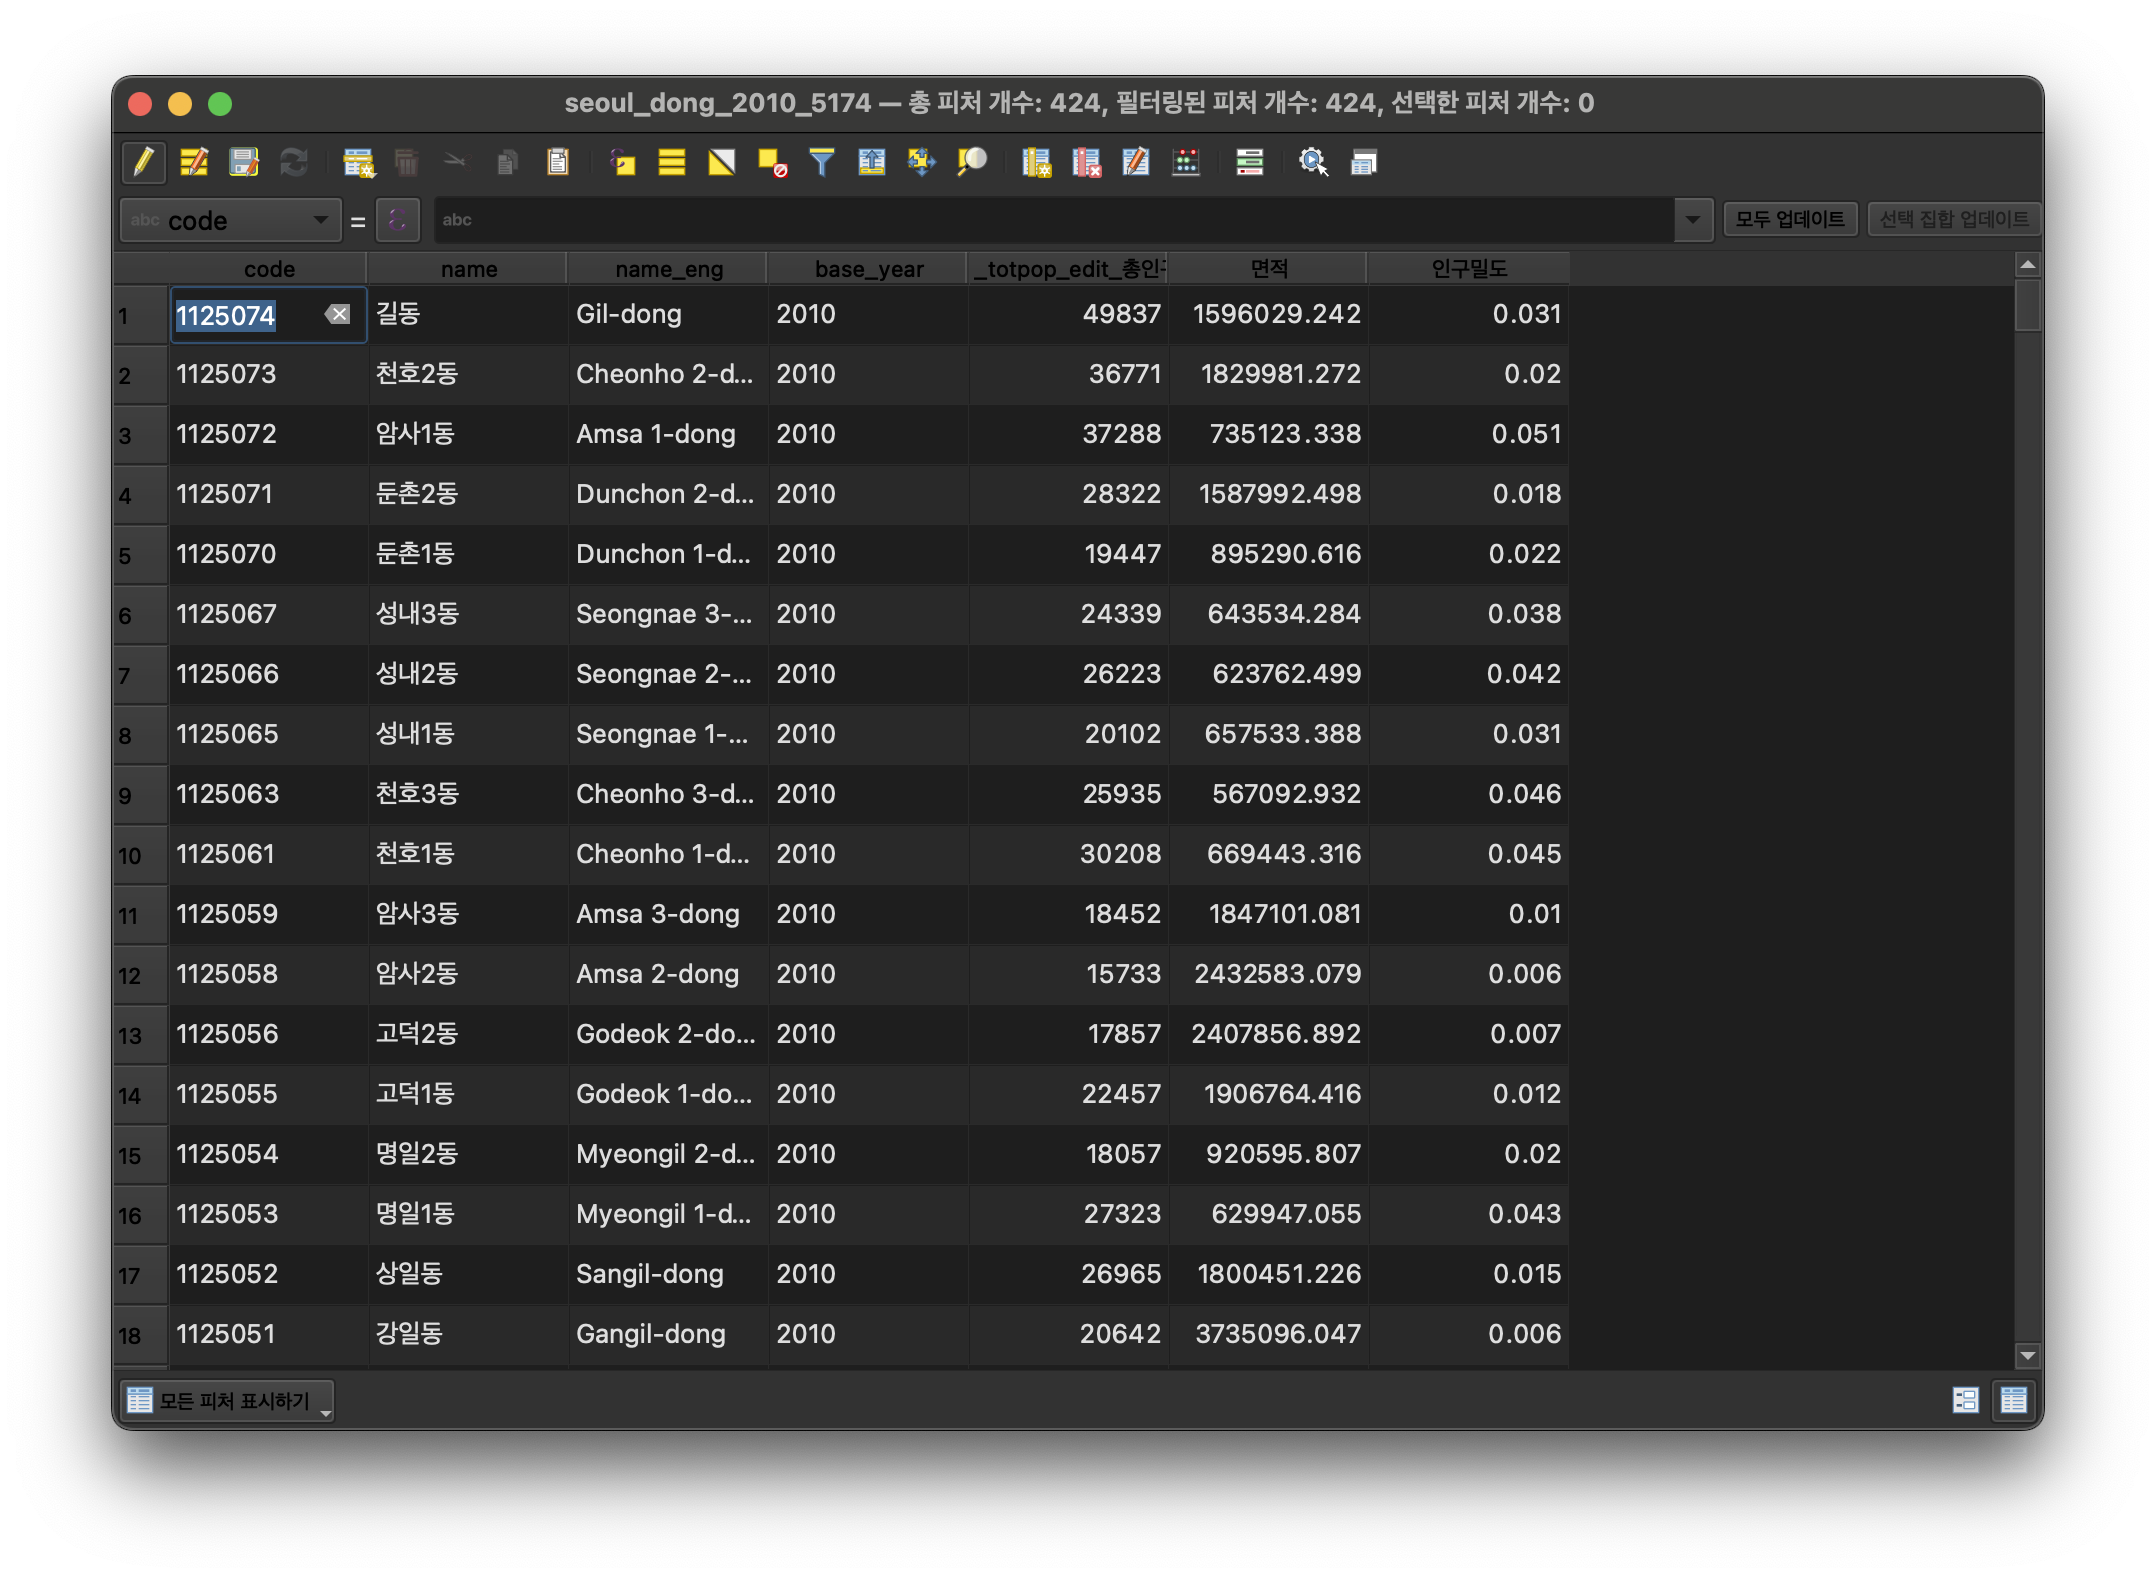 seoul_dong_2010_5174 — 총 피처 개수: 424, 필터링된 피처 개수: 424, 선택한 피처 개수: 0
abc code = abc 모두 업데이트 선택 집합 업데이트
code name name_eng base_year _totpop_edit_총인 면적 인구밀도
1 1125074 길동 Gil-dong 2010 49837 1596029.242 0.031
2 1125073 천호2동 Cheonho 2-d... 2010 36771 1829981.272 0.02
3 1125072 암사1동 Amsa 1-dong 2010 37288 735123.338 0.051
4 1125071 둔촌2동 Dunchon 2-d... 2010 28322 1587992.498 0.018
5 1125070 둔촌1동 Dunchon 1-d... 2010 19447 895290.616 0.022
6 1125067 성내3동 Seongnae 3-... 2010 24339 643534.284 0.038
7 1125066 성내2동 Seongnae 2-... 2010 26223 623762.499 0.042
8 1125065 성내1동 Seongnae 1-... 2010 20102 657533.388 0.031
9 1125063 천호3동 Cheonho 3-d... 2010 25935 567092.932 0.046
10 1125061 천호1동 Cheonho 1-d... 2010 30208 669443.316 0.045
11 1125059 암사3동 Amsa 3-dong 2010 18452 1847101.081 0.01
12 1125058 암사2동 Amsa 2-dong 2010 15733 2432583.079 0.006
13 1125056 고덕2동 Godeok 2-do... 2010 17857 2407856.892 0.007
14 1125055 고덕1동 Godeok 1-do... 2010 22457 1906764.416 0.012
15 1125054 명일2동 Myeongil 2-d... 2010 18057 920595.807 0.02
16 1125053 명일1동 Myeongil 1-d... 2010 27323 629947.055 0.043
17 1125052 상일동 Sangil-dong 2010 26965 1800451.226 0.015
18 1125051 강일동 Gangil-dong 2010 20642 3735096.047 0.006
모든 피처 표시하기